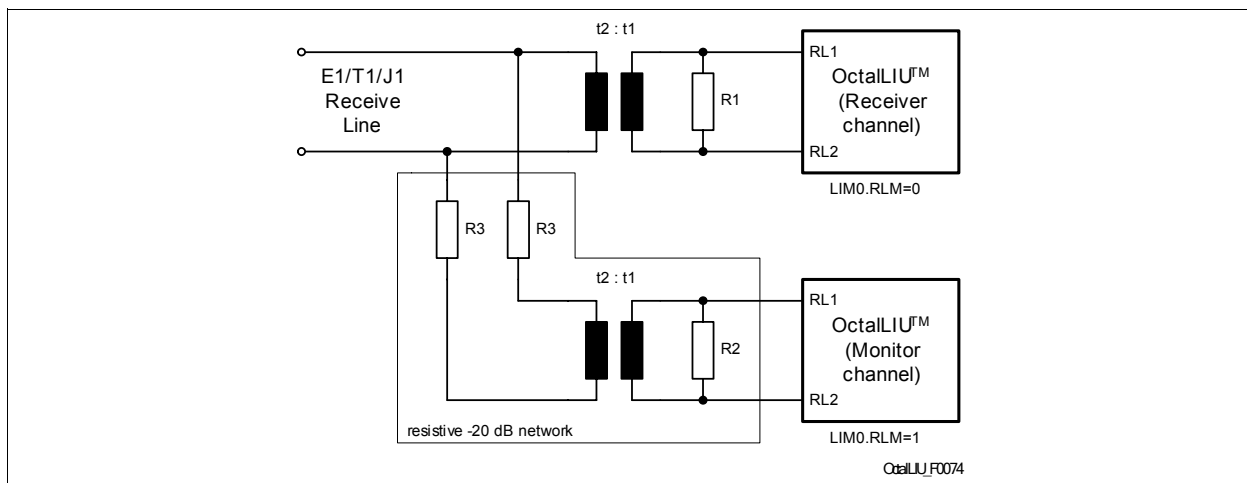 t2 : t1
E1/T1/J1
Receive
Line
R1
RL1
RL2
OctalLIU™
(Receiver
channel)
LIM0.RLM=0
R3
R3
t2 : t1
R2
RL1
RL2
OctalLIU™
(Monitor
channel)
LIM0.RLM=1
resistive -20 dB network
OctalLIU_F0074